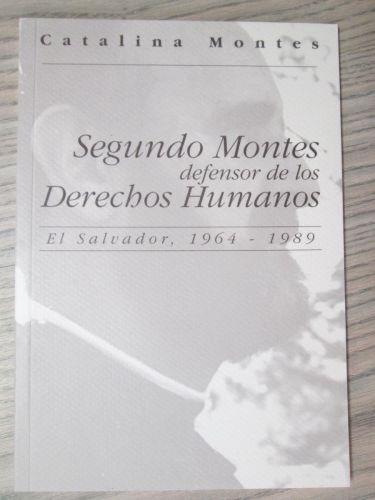 Catalina Montes
Segundo Montes
defensor de los
Derechos Humanos
El Salvador, 1964 - 1989